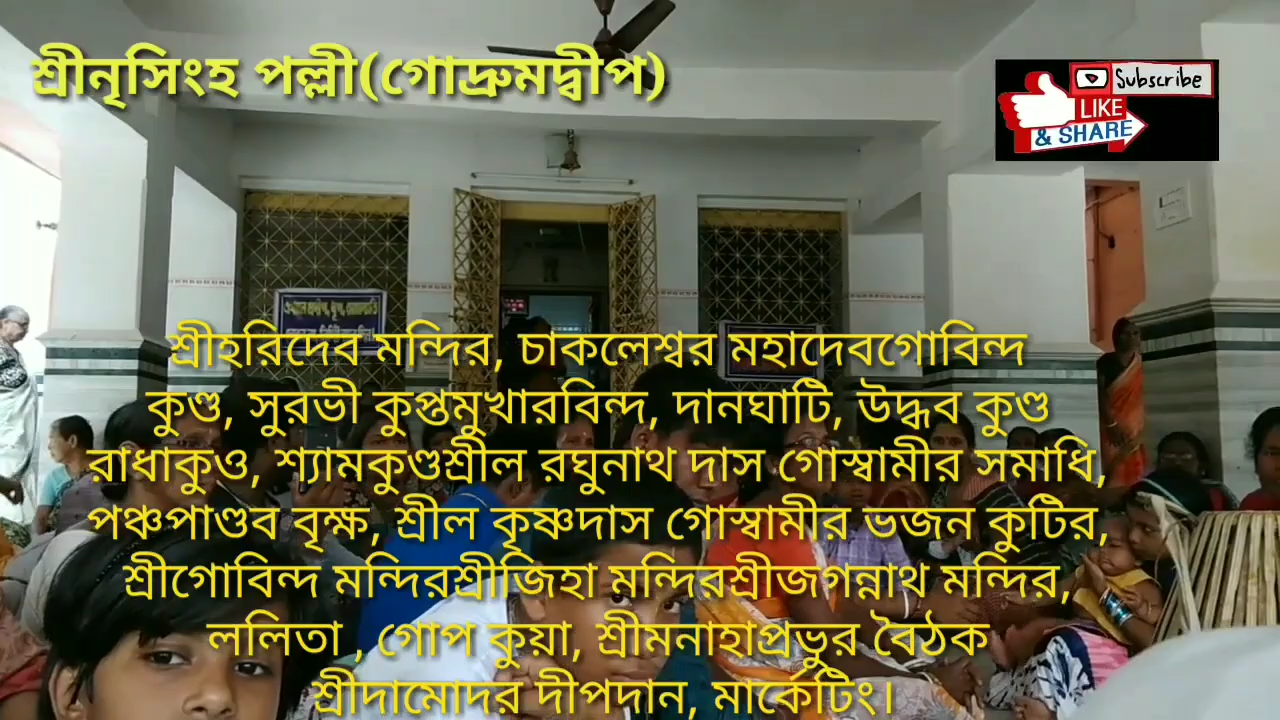 শ্রীনৃসিংহ পল্লী(গোদ্রুমদ্বীপ)
Subscribe
LIKE
& SHARE
শ্রীহরিদেব মন্দির, চাকলেশ্বর মহাদেবগোবিন্দ
কুণ্ড, সুরভী কুপ্তমুখারবিন্দ, দানঘাটি, উদ্ধব কুণ্ড
রাধাকুও, শ্যামকুণ্ডশ্রীল রঘুনাথ দাস গোস্বামীর সমাধি,
পঞ্চপাণ্ডব বৃক্ষ, শ্রীল কৃষ্ণদাস গোস্বামীর ভজন কুটির,
শ্রীগোবিন্দ মন্দিরশ্রীজিহা মন্দিরশ্রীজগন্নাথ মন্দির,
ললিতা , গোপ কুয়া, শ্রীমনাহাপ্রভুর বৈঠক
শ্রীদামোদর দীপদান, মার্কেটিং।